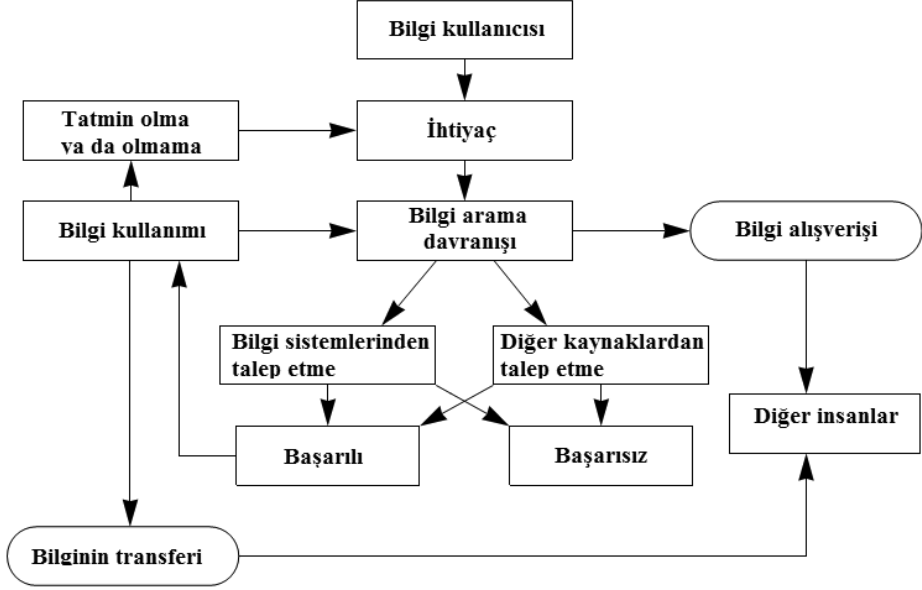 Bilgi kullanıcısı
Tatmin olma
ya da olmama
İhtiyaç
Bilgi kullanımı
Bilgi arama
davranışı
Bilgi alışverişi
Bilgi sistemlerinden
talep etme
Diğer kaynaklardan
talep etme
Diğer insanlar
Başarılı
Başarısız
Bilginin transferi